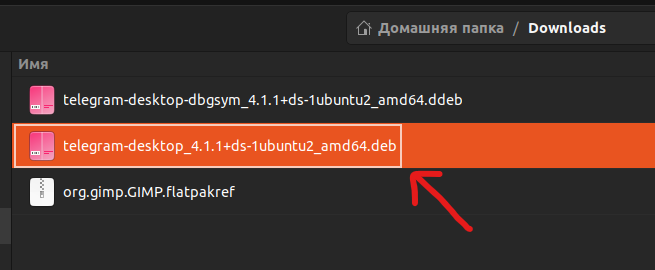 Домашняя папка / Downloads
Имя
telegram-desktop-dbgsym_4.1.1+ds-1ubuntu2_amd64.ddeb
telegram-desktop_4.1.1+ds-1ubuntu2_amd64.deb
org.gimp.GIMP.flatpakref